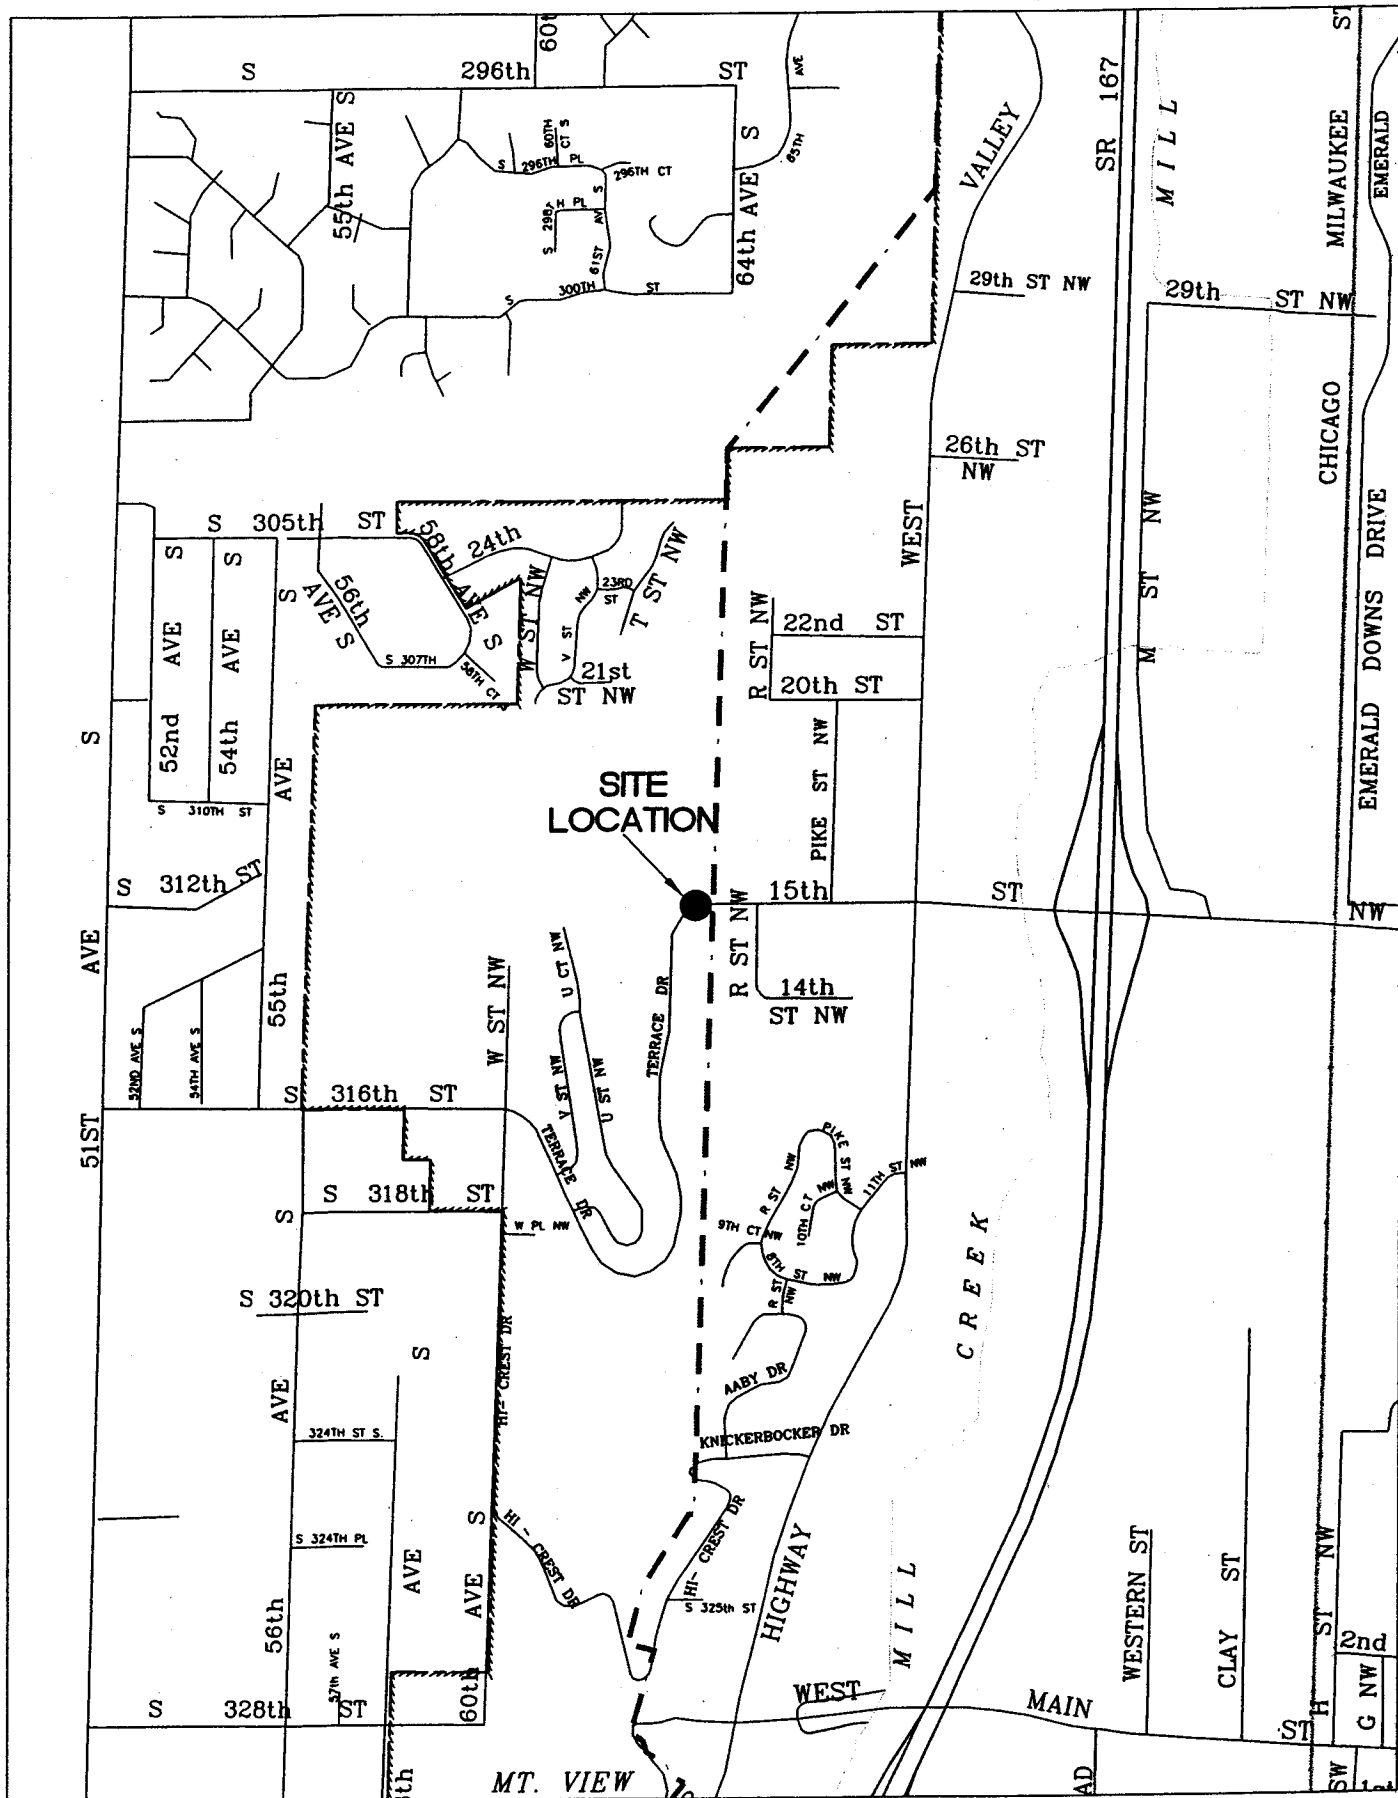 60th
S 296th ST
AVE
65TH
55th AVE S
60TH CT S
S 296TH PL
296TH CT
S 298TH PL
61ST AV S
S 300TH ST
64th AVE S
VALLEY
SR 167
MILL
MILWAUKEE
EMERALD
ST
29th ST NW
29th ST NW
CHICAGO
26th ST
NW
S 305th ST
58th AVE S
24th
W ST NW
V ST NW
23RD ST
T ST NW
WEST
M ST NW
EMERALD DOWNS DRIVE
52nd AVE S
54th AVE S
S
56th AVE S
S 307TH
58TH CT
21st
ST NW
R ST NW
22nd ST
20th ST
PIKE ST NW
SITE
LOCATION
S 310TH ST
S 312th ST
15th ST NW
R ST NW
14th
ST NW
51ST AVE S
55th AVE
52ND AVE S
54TH AVE S
W ST NW
U CT NW
V ST NW
U ST NW
TERRACE DR
S 316th ST
TERRACE DR
S 318th ST
W PL NW
PIKE ST NW
R ST NW
10TH CT NW
11TH ST NW
9TH CT NW
8TH ST NW
R ST NW
CREEK
S 320th ST
HI-CREST DR
AABY DR
KNICKERBOCKER DR
56th AVE S
324TH ST S.
S 324TH PL
AVE S
57th AVE S
60th AVE S
HI-CREST DR
HI-CREST DR
S 325th ST
HIGHWAY
MILL
WESTERN ST
CLAY ST
H ST NW
2nd
G NW
S 328th ST
WEST MAIN ST
MT. VIEW
AD
SW
1st